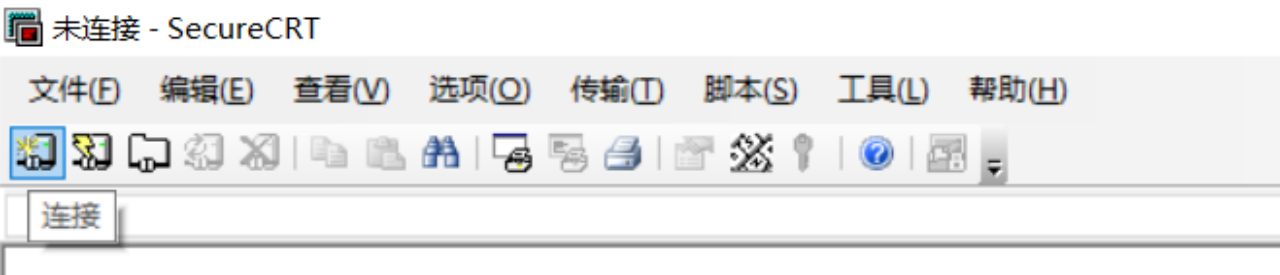 未连接 - SecureCRT
文件(F) 编辑(E) 查看(V) 选项(O) 传输(T) 脚本(S) 工具(L) 帮助(H)
连接